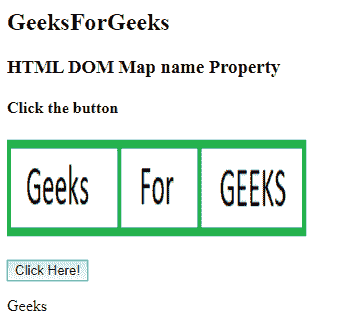 GeeksForGeeks
HTML DOM Map name Property
Click the button
Geeks For GEEKS
Click Here!
Geeks